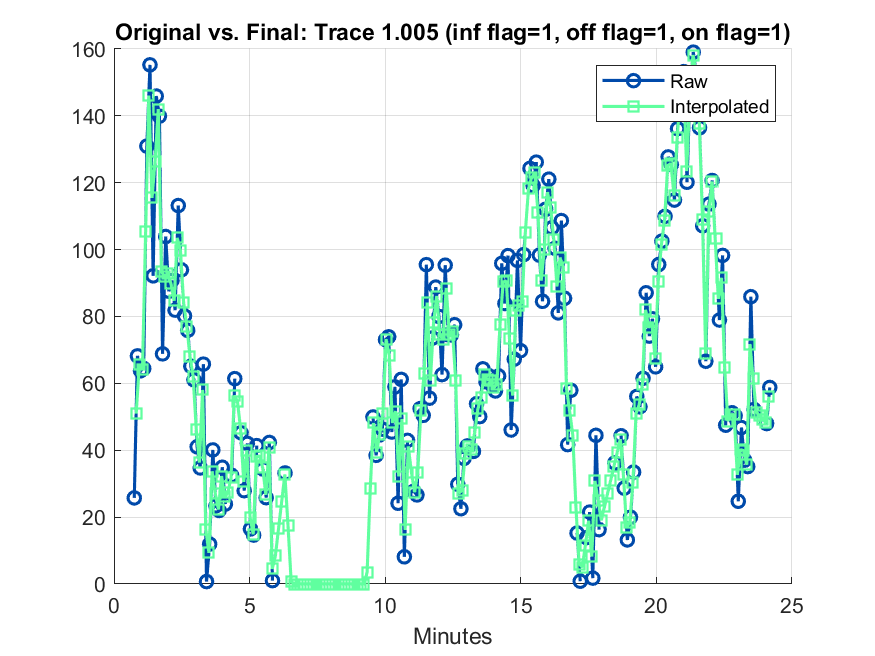 Original vs. Final: Trace 1.005 (inf flag=1, off flag=1, on flag=1)
160
140
120
100
80
60
40
20
0
Raw
Interpolated
0 5 10 15 20 25
Minutes